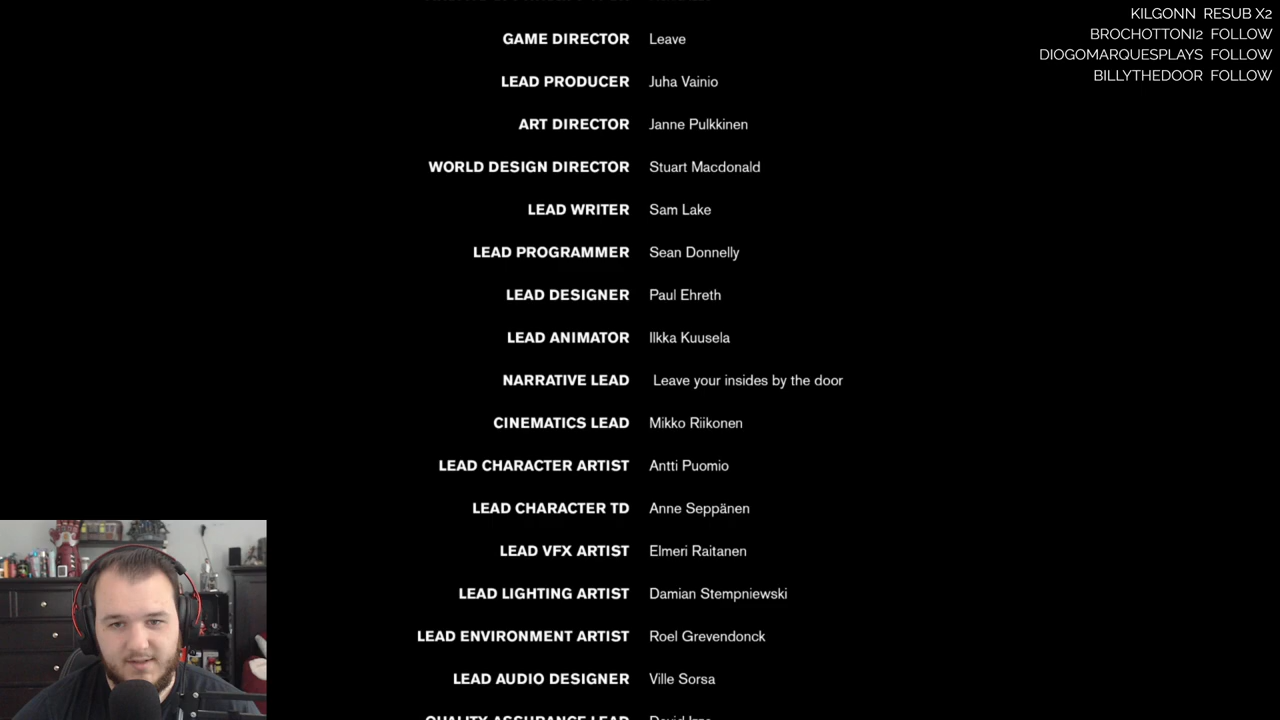 KILGONN RESUB X2
BROCHOTTONI2 FOLLOW
DIOGOMARQUESPLAYS FOLLOW
BILLYTHEDOOR FOLLOW
GAME DIRECTOR Leave
LEAD PRODUCER Juha Vainio
ART DIRECTOR Janne Pulkkinen
WORLD DESIGN DIRECTOR Stuart Macdonald
LEAD WRITER Sam Lake
LEAD PROGRAMMER Sean Donnelly
LEAD DESIGNER Paul Ehreth
LEAD ANIMATOR Ilkka Kuusela
NARRATIVE LEAD Leave your insides by the door
CINEMATICS LEAD Mikko Riikonen
LEAD CHARACTER ARTIST Antti Puomio
LEAD CHARACTER TD Anne Seppänen
LEAD VFX ARTIST Elmeri Raitanen
LEAD LIGHTING ARTIST Damian Stempniewski
LEAD ENVIRONMENT ARTIST Roel Grevendonck
LEAD AUDIO DESIGNER Ville Sorsa
QUALITY ASSURANCE LEAD David